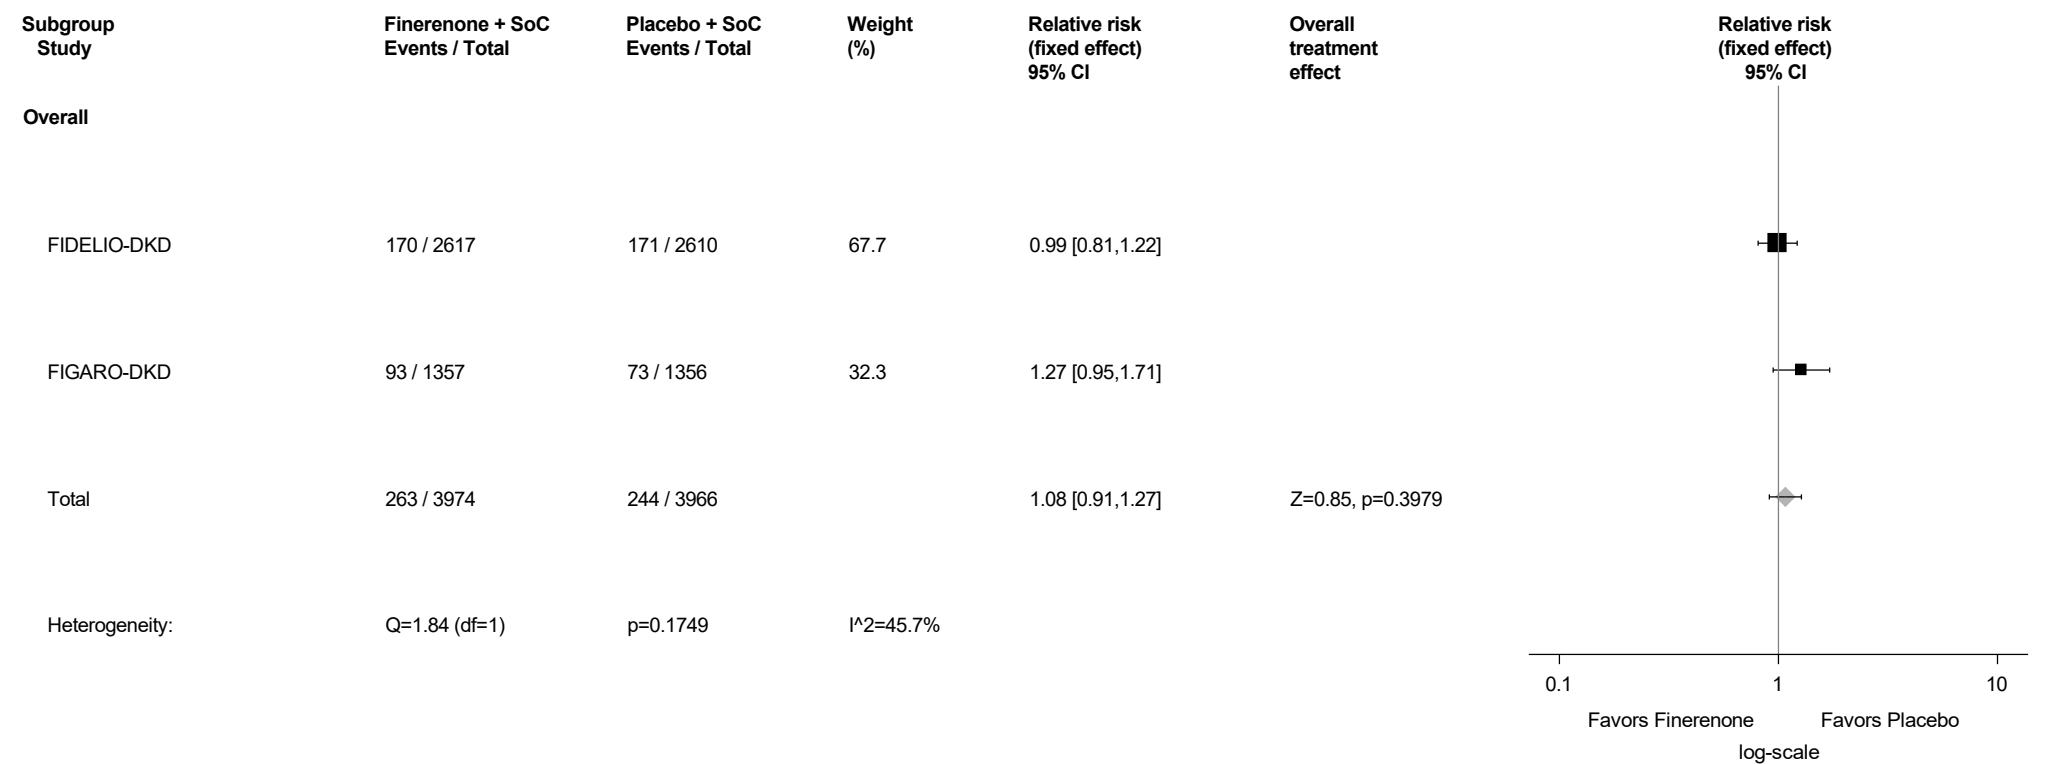 Subgroup Finerenone + SoC Placebo + SoC Weight Relative risk Overall Relative risk
Study Events / Total Events / Total (%) (fixed effect) treatment (fixed effect)
95% CI effect 95% CI
Overall
FIDELIO-DKD 170 / 2617 171 / 2610 67.7 0.99 [0.81,1.22]
FIGARO-DKD 93 / 1357 73 / 1356 32.3 1.27 [0.95,1.71]
Total 263 / 3974 244 / 3966 1.08 [0.91,1.27] Z=0.85, p=0.3979
Heterogeneity: Q=1.84 (df=1) p=0.1749 I^2=45.7%
0.1 1 10
Favors Finerenone Favors Placebo
log-scale